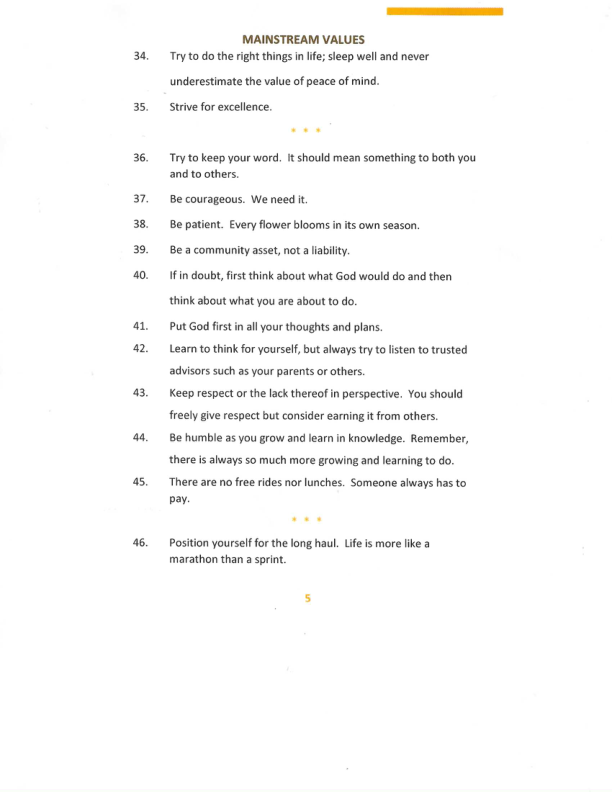 MAINSTREAM VALUES
34. Try to do the right things in life; sleep well and never
underestimate the value of peace of mind.
35. Strive for excellence.
* * *
36. Try to keep your word. It should mean something to both you
and to others.
37. Be courageous. We need it.
38. Be patient. Every flower blooms in its own season.
39. Be a community asset, not a liability.
40. If in doubt, first think about what God would do and then
think about what you are about to do.
41. Put God first in all your thoughts and plans.
42. Learn to think for yourself, but always try to listen to trusted
advisors such as your parents or others.
43. Keep respect or the lack thereof in perspective. You should
freely give respect but consider earning it from others.
44. Be humble as you grow and learn in knowledge. Remember,
there is always so much more growing and learning to do.
45. There are no free rides nor lunches. Someone always has to
pay.
* * *
46. Position yourself for the long haul. Life is more like a
marathon than a sprint.
5